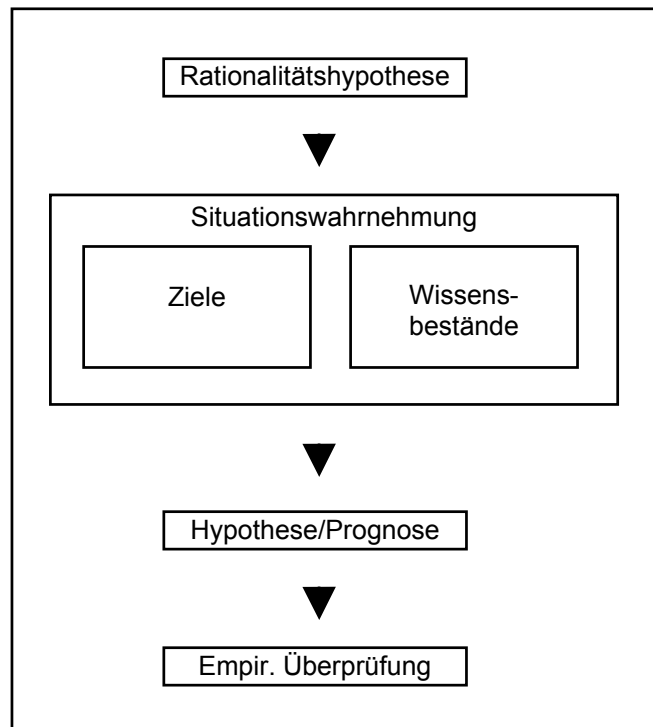 Rationalitätshypothese
Situationswahrnehmung
Ziele
Wissens-
bestände
Hypothese/Prognose
Empir. Überprüfung